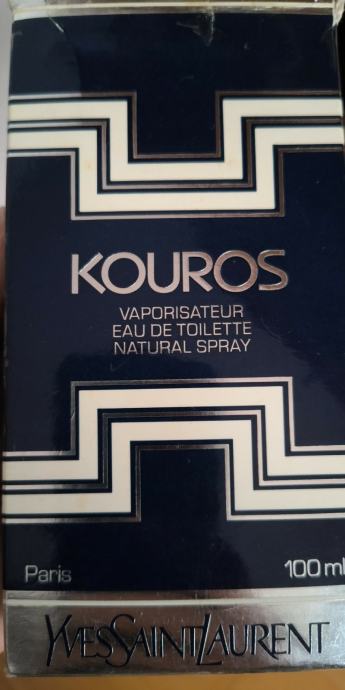 KOUROS
VAPORISATEUR
EAU DE TOILETTE
NATURAL SPRAY
Paris 100 ml
YVESSAINTLAURENT